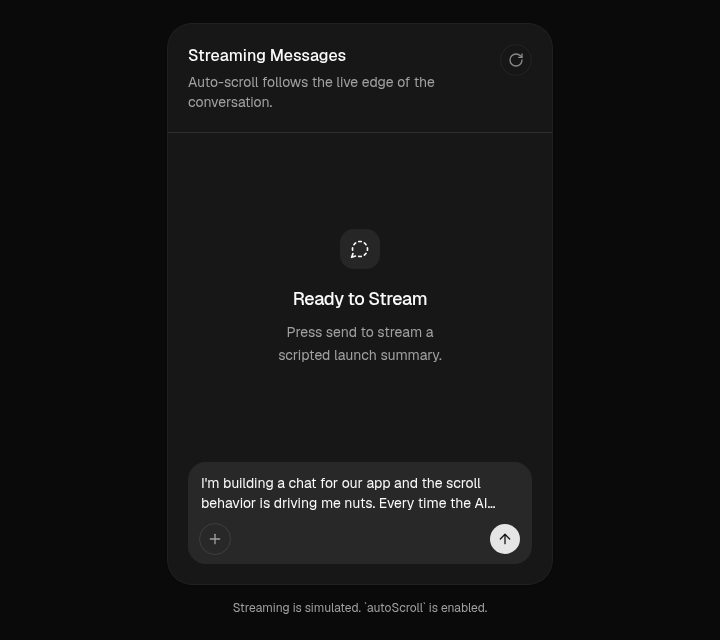 Streaming Messages
Auto-scroll follows the live edge of the
conversation.
Ready to Stream
Press send to stream a
scripted launch summary.
I'm building a chat for our app and the scroll
behavior is driving me nuts. Every time the AI…
Streaming is simulated. `autoScroll` is enabled.